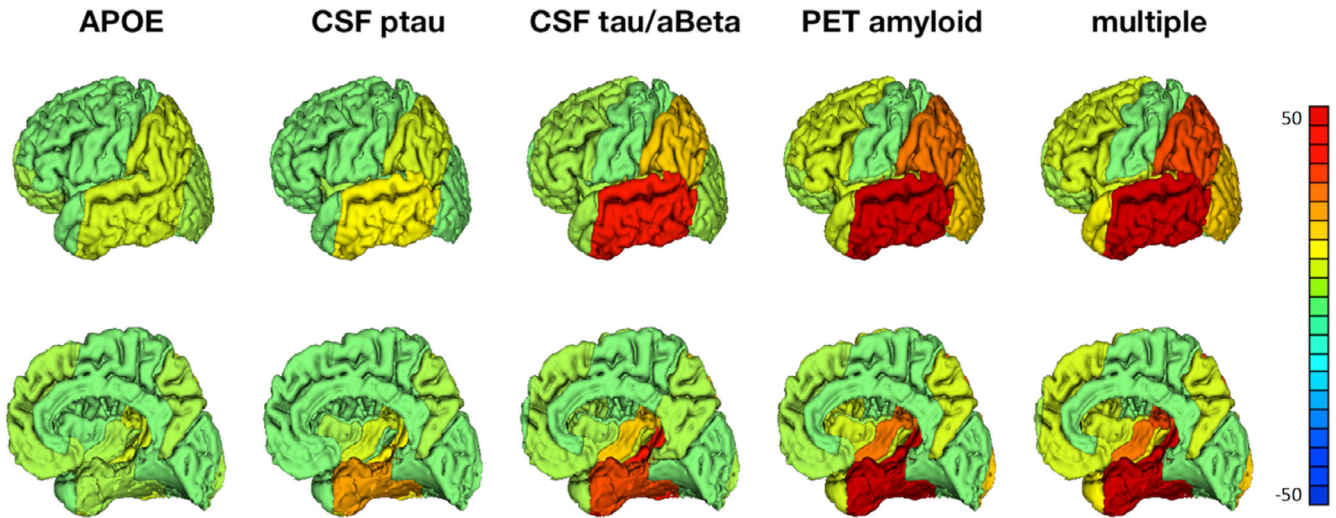 APOE
CSF ptau
CSF tau/aBeta
PET amyloid
multiple
50
-50